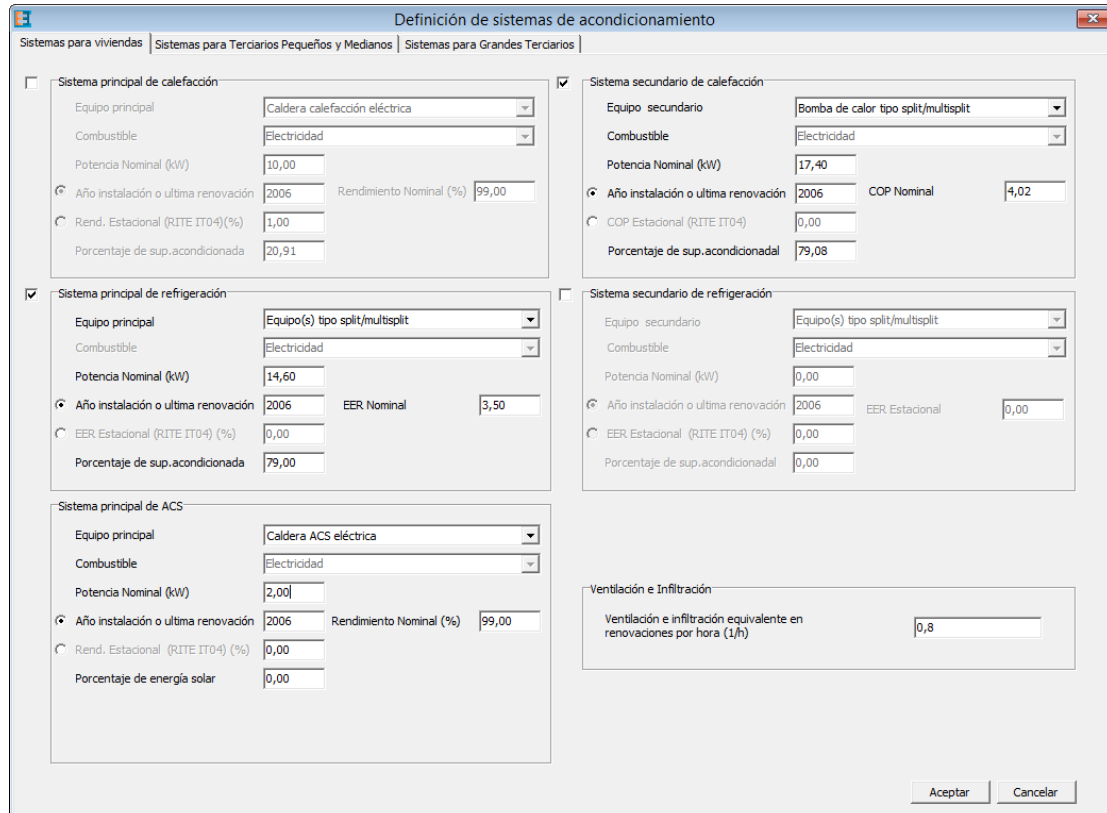 Definición de sistemas de acondicionamiento
Sistemas para viviendas Sistemas para Terciarios Pequeños y Medianos Sistemas para Grandes Terciarios
Sistema principal de calefacción
Equipo principal Caldera calefacción eléctrica
Combustible Electricidad
Potencia Nominal (kW) 10,00
Año instalación o ultima renovación 2006 Rendimiento Nominal (%) 99,00
Rend. Estacional (RITE IT04)(%) 1,00
Porcentaje de sup.acondicionada 20,91
Sistema secundario de calefacción
Equipo secundario Bomba de calor tipo split/multisplit
Combustible Electricidad
Potencia Nominal (kW) 17,40
Año instalación o ultima renovación 2006 COP Nominal 4,02
COP Estacional (RITE IT04) 0,00
Porcentaje de sup.acondicionadal 79,08
Sistema principal de refrigeración
Equipo principal Equipo(s) tipo split/multisplit
Combustible Electricidad
Potencia Nominal (kW) 14,60
Año instalación o ultima renovación 2006 EER Nominal 3,50
EER Estacional (RITE IT04) (%) 0,00
Porcentaje de sup.acondicionada 79,00
Sistema secundario de refrigeración
Equipo secundario Equipo(s) tipo split/multisplit
Combustible Electricidad
Potencia Nominal (kW) 0,00
Año instalación o ultima renovación 2006 EER Estacional 0,00
EER Estacional (RITE IT04) (%) 0,00
Porcentaje de sup.acondicionadal 0,00
Sistema principal de ACS
Equipo principal Caldera ACS eléctrica
Combustible Electricidad
Potencia Nominal (kW) 2,00
Año instalación o ultima renovación 2006 Rendimiento Nominal (%) 99,00
Rend. Estacional (RITE IT04) (%) 0,00
Porcentaje de energía solar 0,00
Ventilación e Infiltración
Ventilación e infiltración equivalente en
renovaciones por hora (1/h) 0,8
Aceptar Cancelar